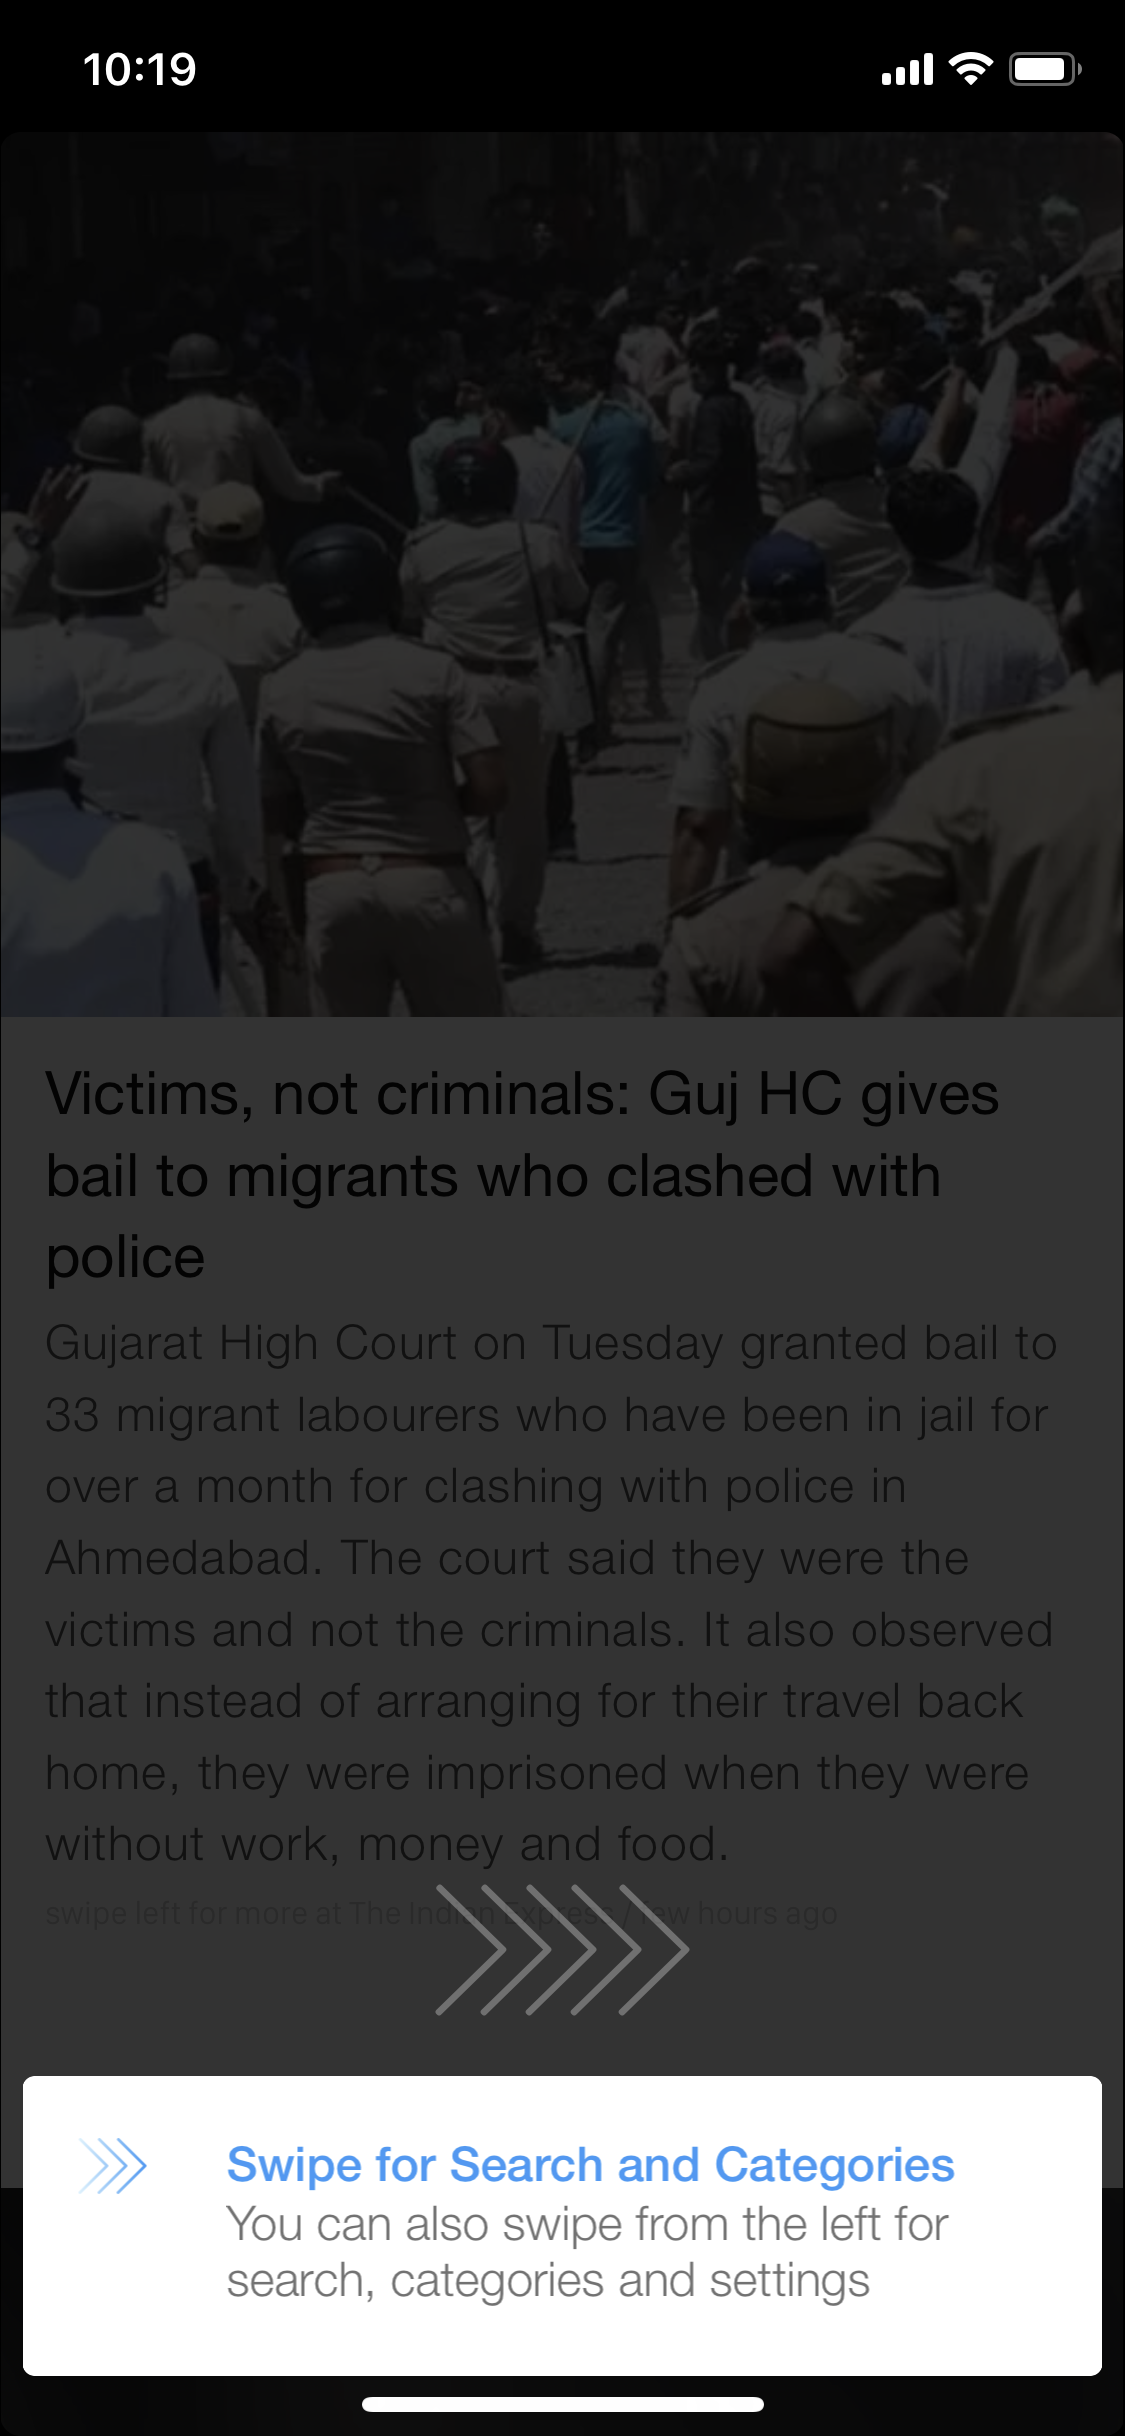 10:19
Victims, not criminals: Guj HC gives
bail to migrants who clashed with
police
Gujarat High Court on Tuesday granted bail to
33 migrant labourers who have been in jail for
over a month for clashing with police in
Ahmedabad. The court said they were the
victims and not the criminals. It also observed
that instead of arranging for their travel back
home, they were imprisoned when they were
without work, money and food.
swipe left for more at The Indian Express / few hours ago
Swipe for Search and Categories
You can also swipe from the left for
search, categories and settings